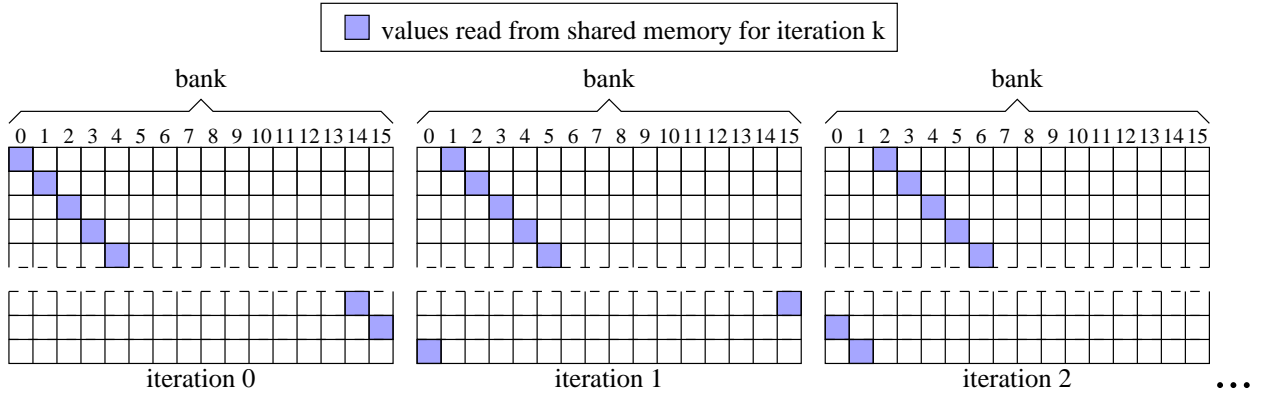 values read from shared memory for iteration k
bank bank bank
0 1 2 3 4 5 6 7 8 9 10 11 12 13 14 15 0 1 2 3 4 5 6 7 8 9 10 11 12 13 14 15 0 1 2 3 4 5 6 7 8 9 10 11 12 13 14 15
iteration 0 iteration 1 iteration 2 ...